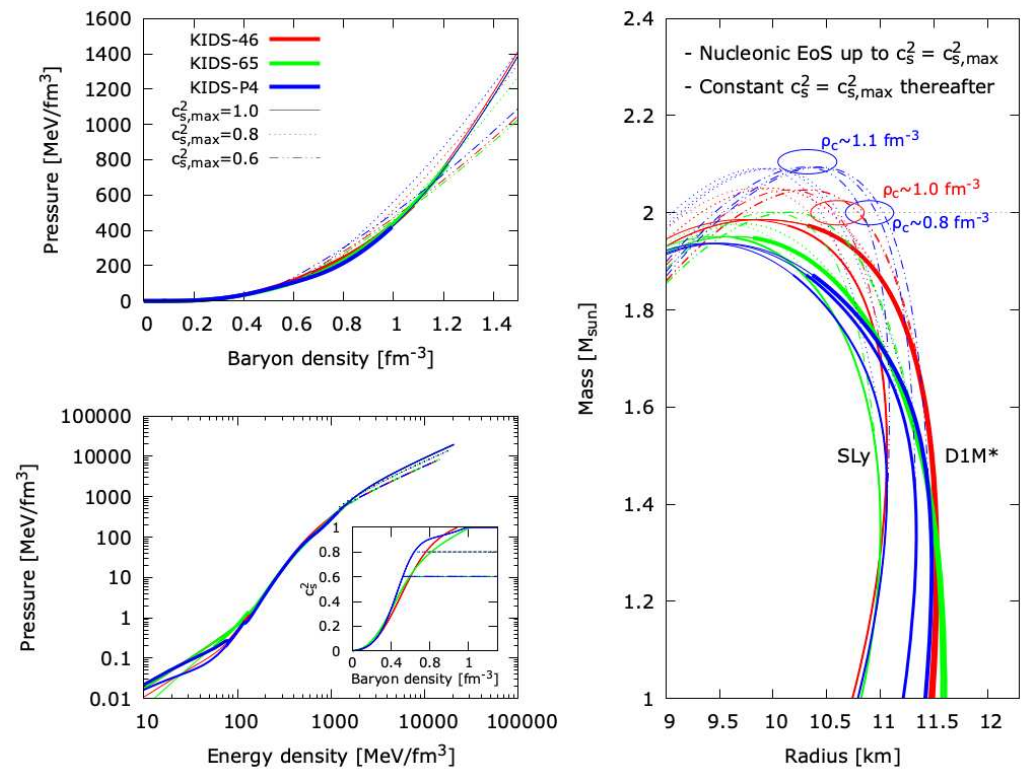 1600
1400
1200
1000
800
600
400
200
0
Pressure [MeV/fm³]
KIDS-46
KIDS-65
KIDS-P4
c²s,max=1.0
c²s,max=0.8
c²s,max=0.6
0 0.2 0.4 0.6 0.8 1 1.2 1.4
Baryon density [fm⁻³]
100000
10000
1000
100
10
1
0.1
0.01
Pressure [MeV/fm³]
1
0.8
0.6
0.4
0.2
0
c²s
0 0.4 0.8 1
Baryon density [fm⁻³]
10 100 1000 10000 100000
Energy density [MeV/fm³]
2.4
2.2
2
1.8
1.6
1.4
1.2
1
Mass [Msun]
- Nucleonic EoS up to c²s = c²s,max
- Constant c²s = c²s,max thereafter
ρc~1.1 fm⁻³
ρc~1.0 fm⁻³
ρc~0.8 fm⁻³
SLy
D1M*
9 9.5 10 10.5 11 11.5 12
Radius [km]